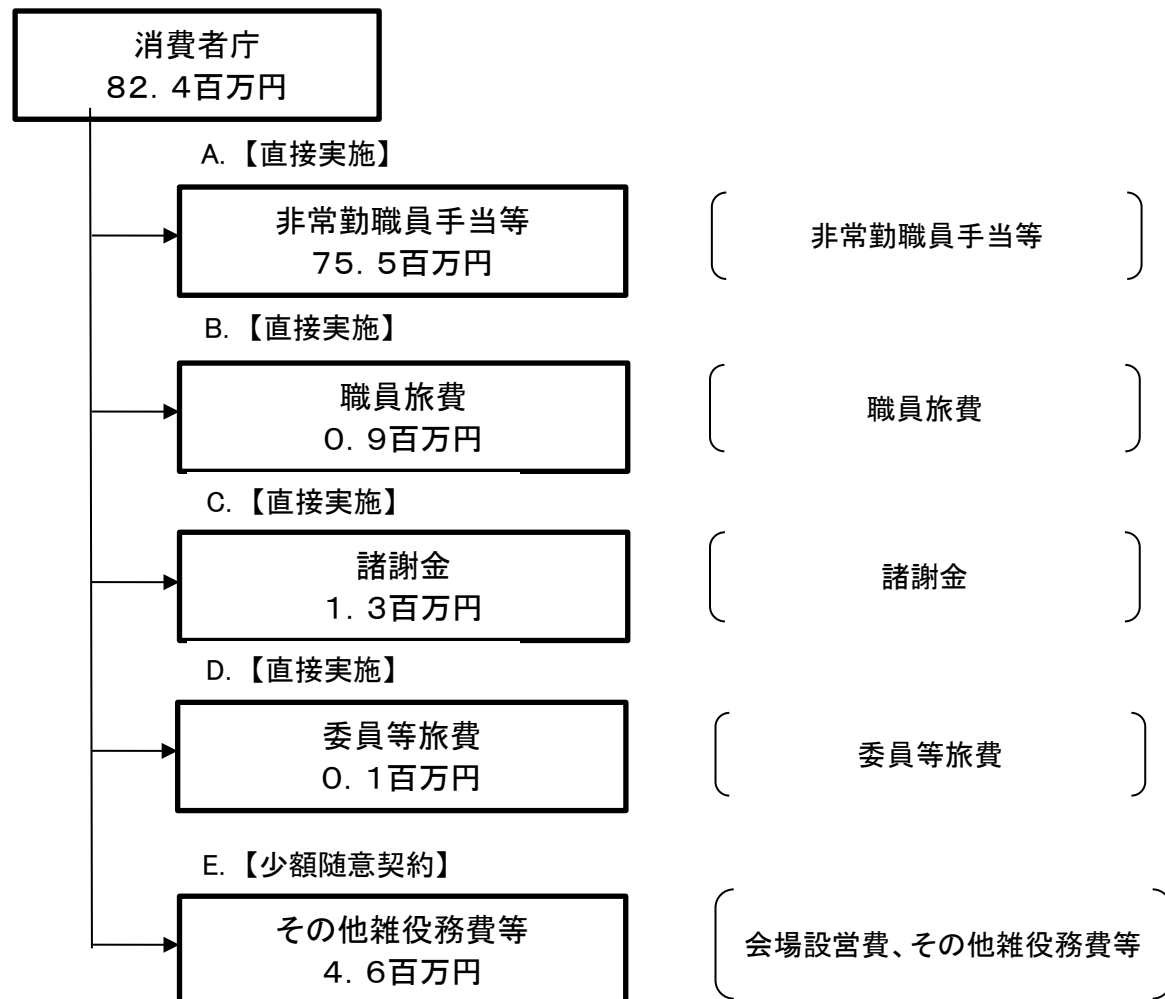 消費者庁
８２．４百万円
A. 【直接実施】
非常勤職員手当等
７５．５百万円
非常勤職員手当等
B. 【直接実施】
職員旅費
０．９百万円
職員旅費
C. 【直接実施】
諸謝金
１．３百万円
諸謝金
D. 【直接実施】
委員等旅費
０．１百万円
委員等旅費
E. 【少額随意契約】
その他雑役務費等
４．６百万円
会場設営費、その他雑役務費等